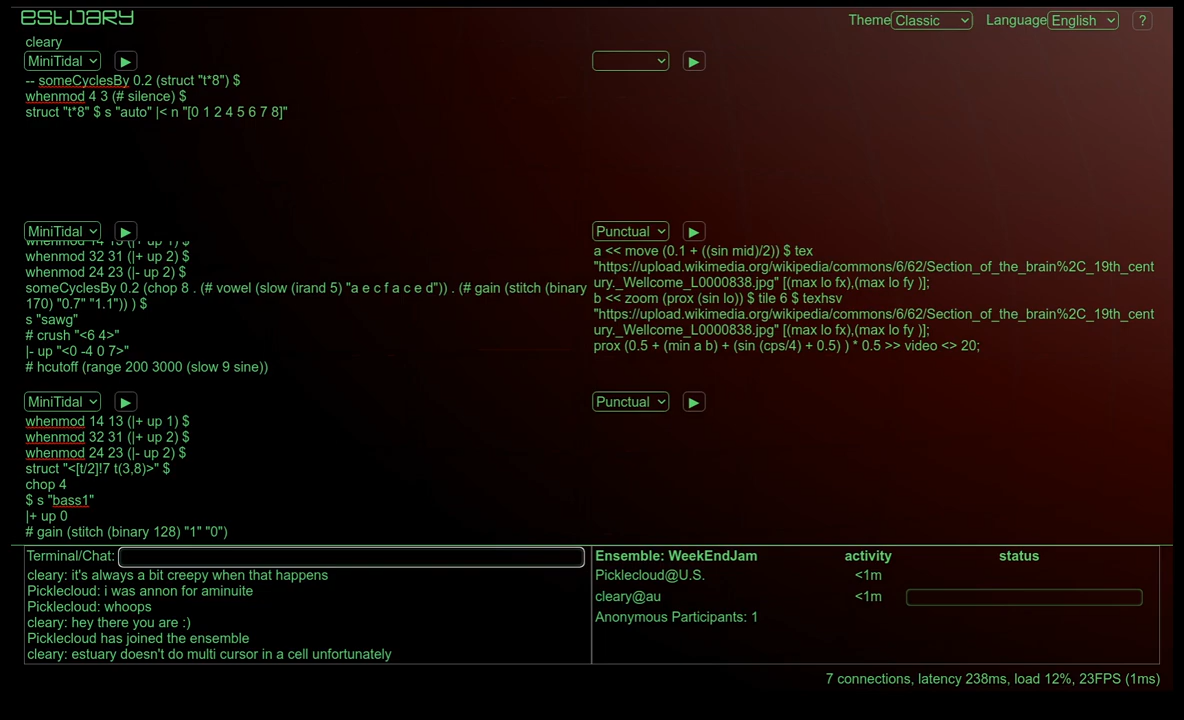 estuary
Theme Classic Language English ?
cleary
MiniTidal ▶
-- someCyclesBy 0.2 (struct "t*8") $
whenmod 4 3 (# silence) $
struct "t*8" $ s "auto" |< n "[0 1 2 4 5 6 7 8]"
▶
MiniTidal ▶
whenmod 14 13 (|+ up 1) $
whenmod 32 31 (|+ up 2) $
whenmod 24 23 (|- up 2) $
someCyclesBy 0.2 (chop 8 . (# vowel (slow (irand 5) "a e c f a c e d")) . (# gain (stitch (binary
170) "0.7" "1.1")) ) $
s "sawg"
# crush "<6 4>"
|- up "<0 -4 0 7>"
# hcutoff (range 200 3000 (slow 9 sine))
Punctual ▶
a << move (0.1 + ((sin mid)/2)) $ tex
"https://upload.wikimedia.org/wikipedia/commons/6/62/Section_of_the_brain%2C_19th_cent
ury._Wellcome_L0000838.jpg" [(max lo fx),(max lo fy )];
b << zoom (prox (sin lo)) $ tile 6 $ texhsv
"https://upload.wikimedia.org/wikipedia/commons/6/62/Section_of_the_brain%2C_19th_cent
ury._Wellcome_L0000838.jpg" [(max lo fx),(max lo fy )];
prox (0.5 + (min a b) + (sin (cps/4) + 0.5) ) * 0.5 >> video <> 20;
MiniTidal ▶
whenmod 14 13 (|+ up 1) $
whenmod 32 31 (|+ up 2) $
whenmod 24 23 (|- up 2) $
struct "<[t/2]!7 t(3,8)>" $
chop 4
$ s "bass1"
|+ up 0
# gain (stitch (binary 128) "1" "0")
Punctual ▶
Terminal/Chat:
cleary: it's always a bit creepy when that happens
Picklecloud: i was annon for aminuite
Picklecloud: whoops
cleary: hey there you are :)
Picklecloud has joined the ensemble
cleary: estuary doesn't do multi cursor in a cell unfortunately
Ensemble: WeekEndJam activity status
Picklecloud@U.S. <1m
cleary@au <1m
Anonymous Participants: 1
7 connections, latency 238ms, load 12%, 23FPS (1ms)